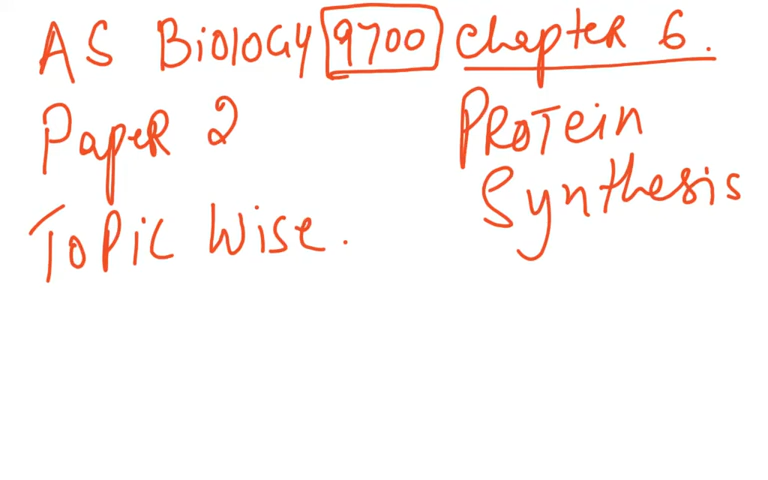 AS Biology 9700 Chapter 6.
Paper 2
Protein
Synthesis
Topic Wise.